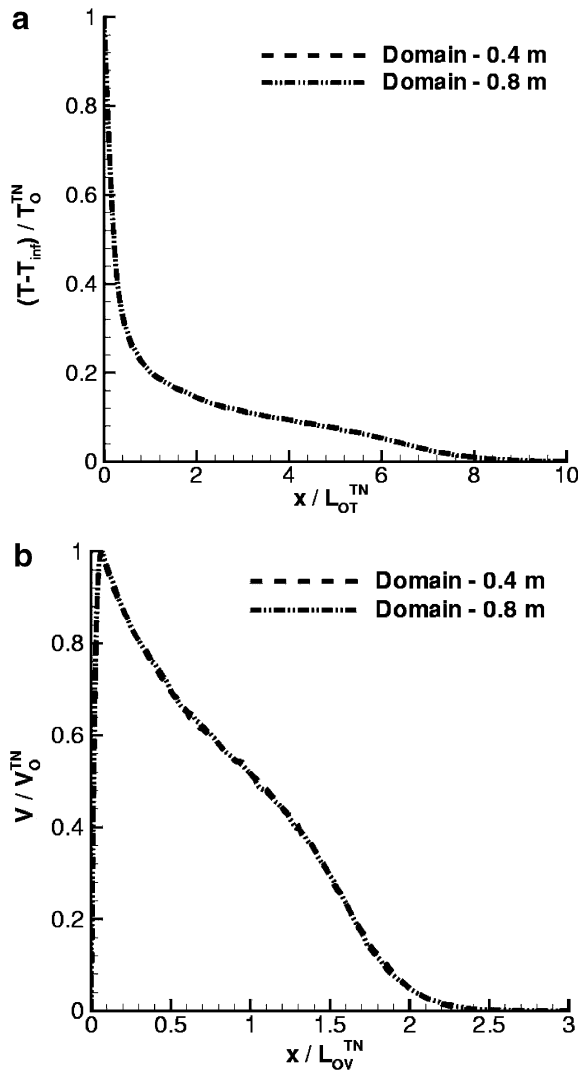 a
1
0.8
0.6
0.4
0.2
0
Domain - 0.4 m
Domain - 0.8 m
(T-T_inf) / T_O^TN
0 2 4 6 8 10
x / L_OT^TN
b
1
0.8
0.6
0.4
0.2
0
Domain - 0.4 m
Domain - 0.8 m
V / V_O^TN
0 0.5 1 1.5 2 2.5 3
x / L_OV^TN